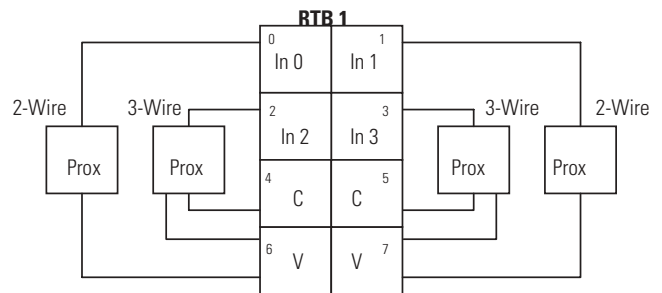 RTB 1
0 1
In 0 In 1
2-Wire 3-Wire 2 3 3-Wire 2-Wire
In 2 In 3
Prox Prox Prox Prox
4 5
C C
6 7
V V